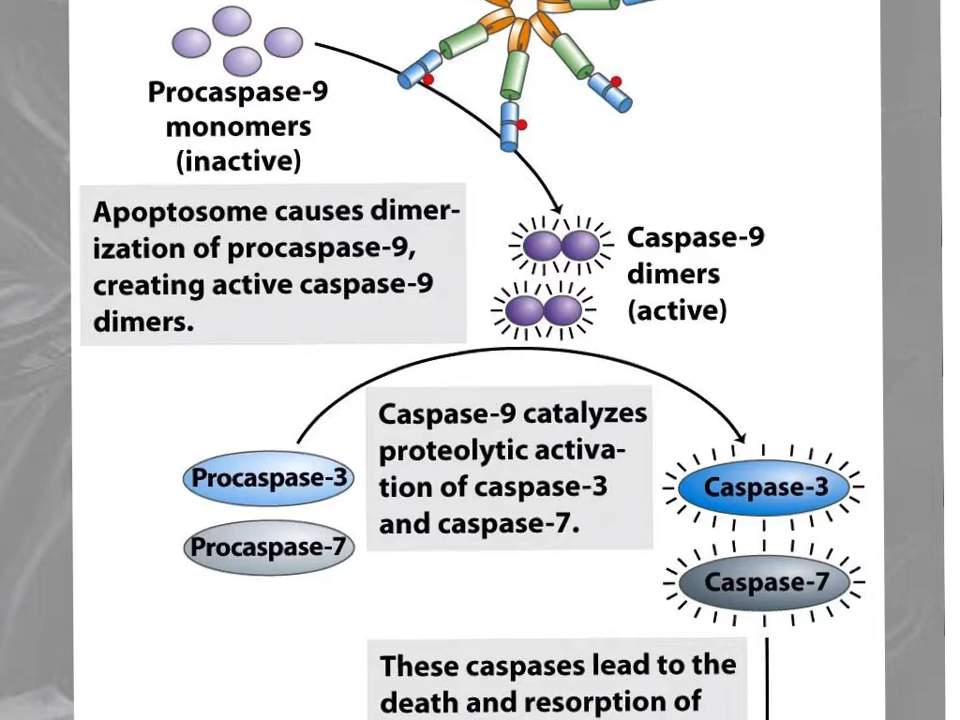 Procaspase-9
monomers
(inactive)
Apoptosome causes dimer-
ization of procaspase-9,
creating active caspase-9
dimers.
Caspase-9
dimers
(active)
Caspase-9 catalyzes
proteolytic activa-
tion of caspase-3
and caspase-7.
Procaspase-3
Procaspase-7
Caspase-3
Caspase-7
These caspases lead to the
death and resorption of